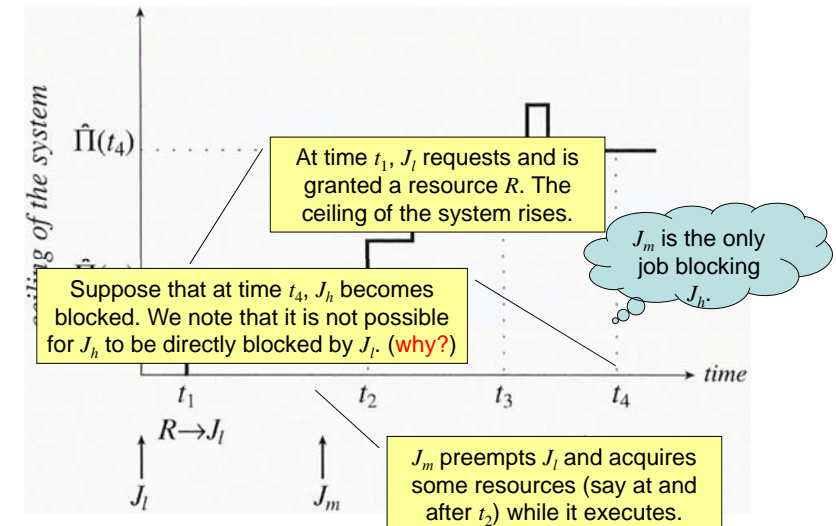 ceiling of the system
Π̂(t4)
At time t1, Jl requests and is
granted a resource R. The
ceiling of the system rises.
Jm is the only
job blocking
Jh.
Suppose that at time t4, Jh becomes
blocked. We note that it is not possible
for Jh to be directly blocked by Jl. (why?)
time
t1
t2
t3
t4
R→Jl
Jl
Jm
Jm preempts Jl and acquires
some resources (say at and
after t2) while it executes.